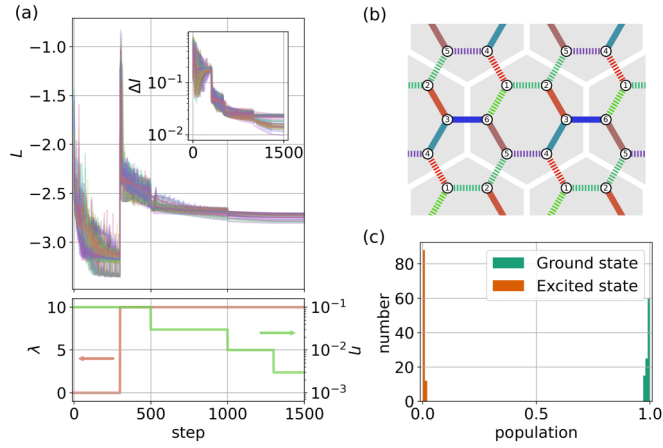 (a)
−1.0
−1.5
−2.0
−2.5
−3.0
L
ΔI
10⁻¹
10⁻²
0
1500
10
5
0
λ
10⁻¹
10⁻²
10⁻³
η
0
500
1000
1500
step
(b)
5 4 5 4
2 1 2 1
3 6 3 6
4 5 4 5
1 2 1 2
(c)
80
60
40
20
0
number
Ground state
Excited state
0.0
0.5
1.0
population